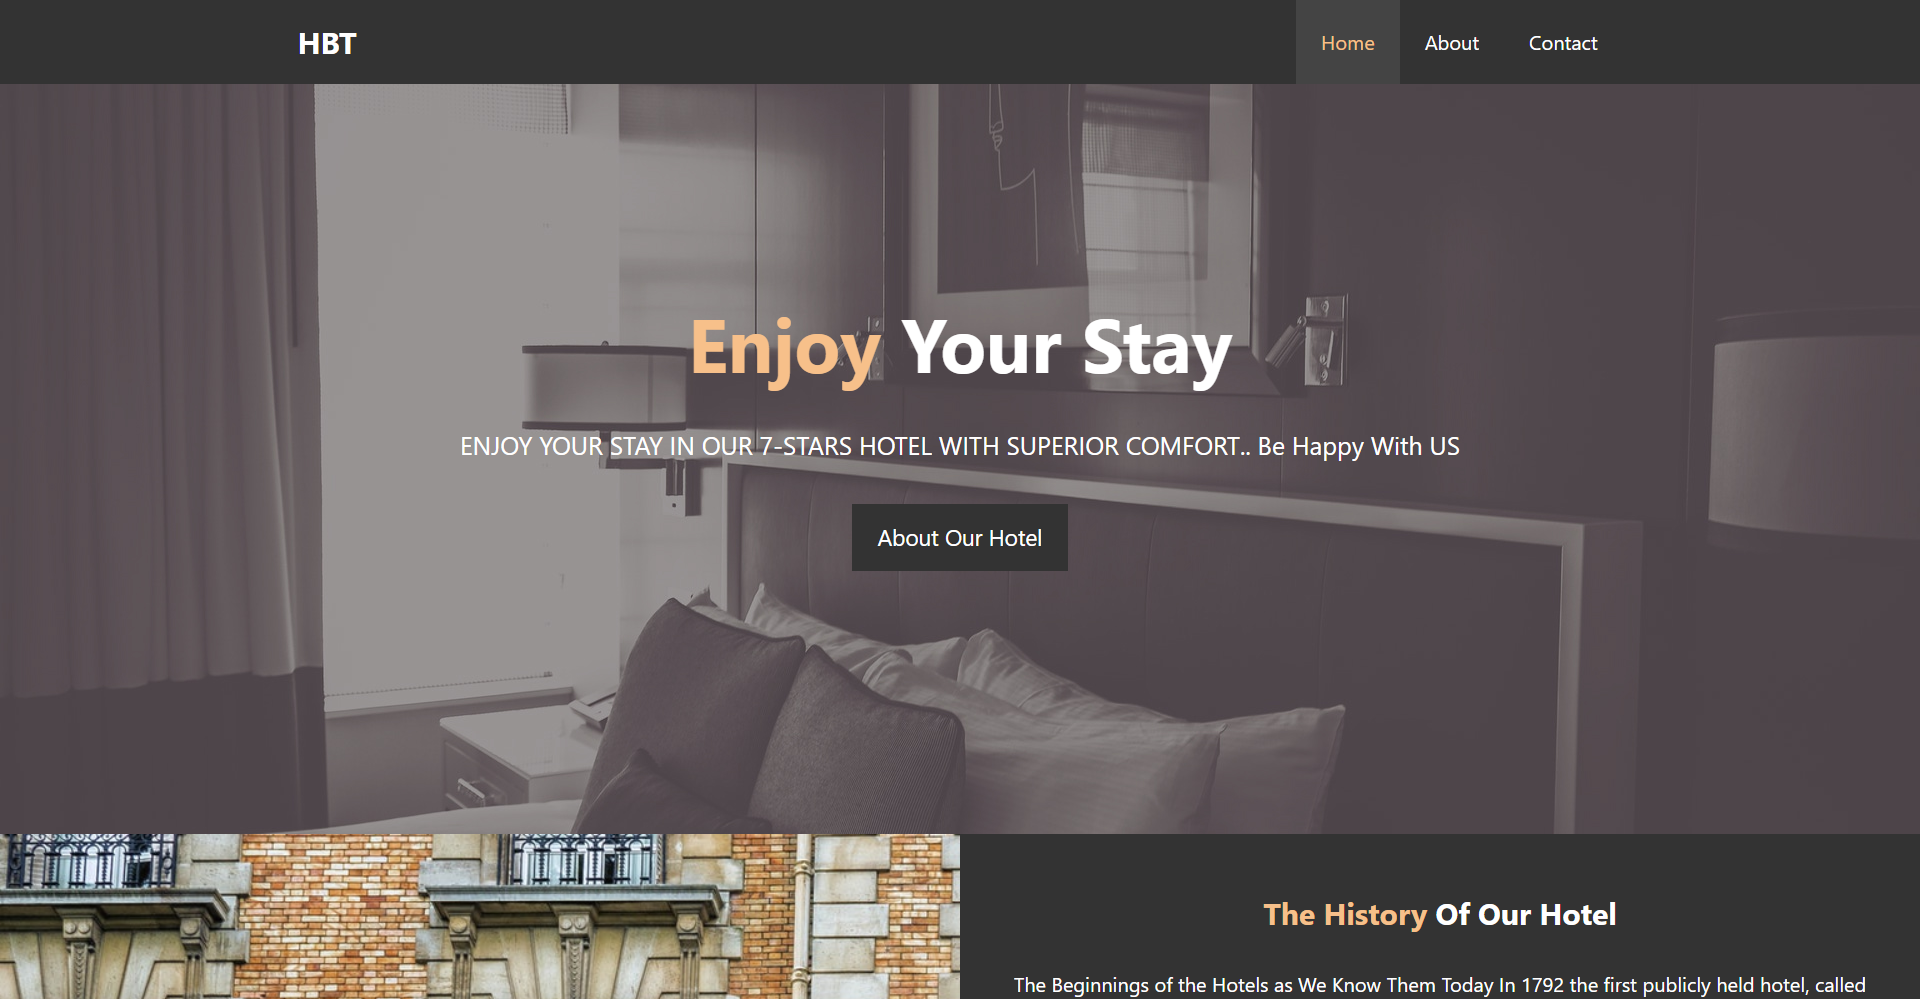 HBT
Home
About
Contact
Enjoy Your Stay
ENJOY YOUR STAY IN OUR 7-STARS HOTEL WITH SUPERIOR COMFORT.. Be Happy With US
About Our Hotel
The History Of Our Hotel
The Beginnings of the Hotels as We Know Them Today In 1792 the first publicly held hotel, called